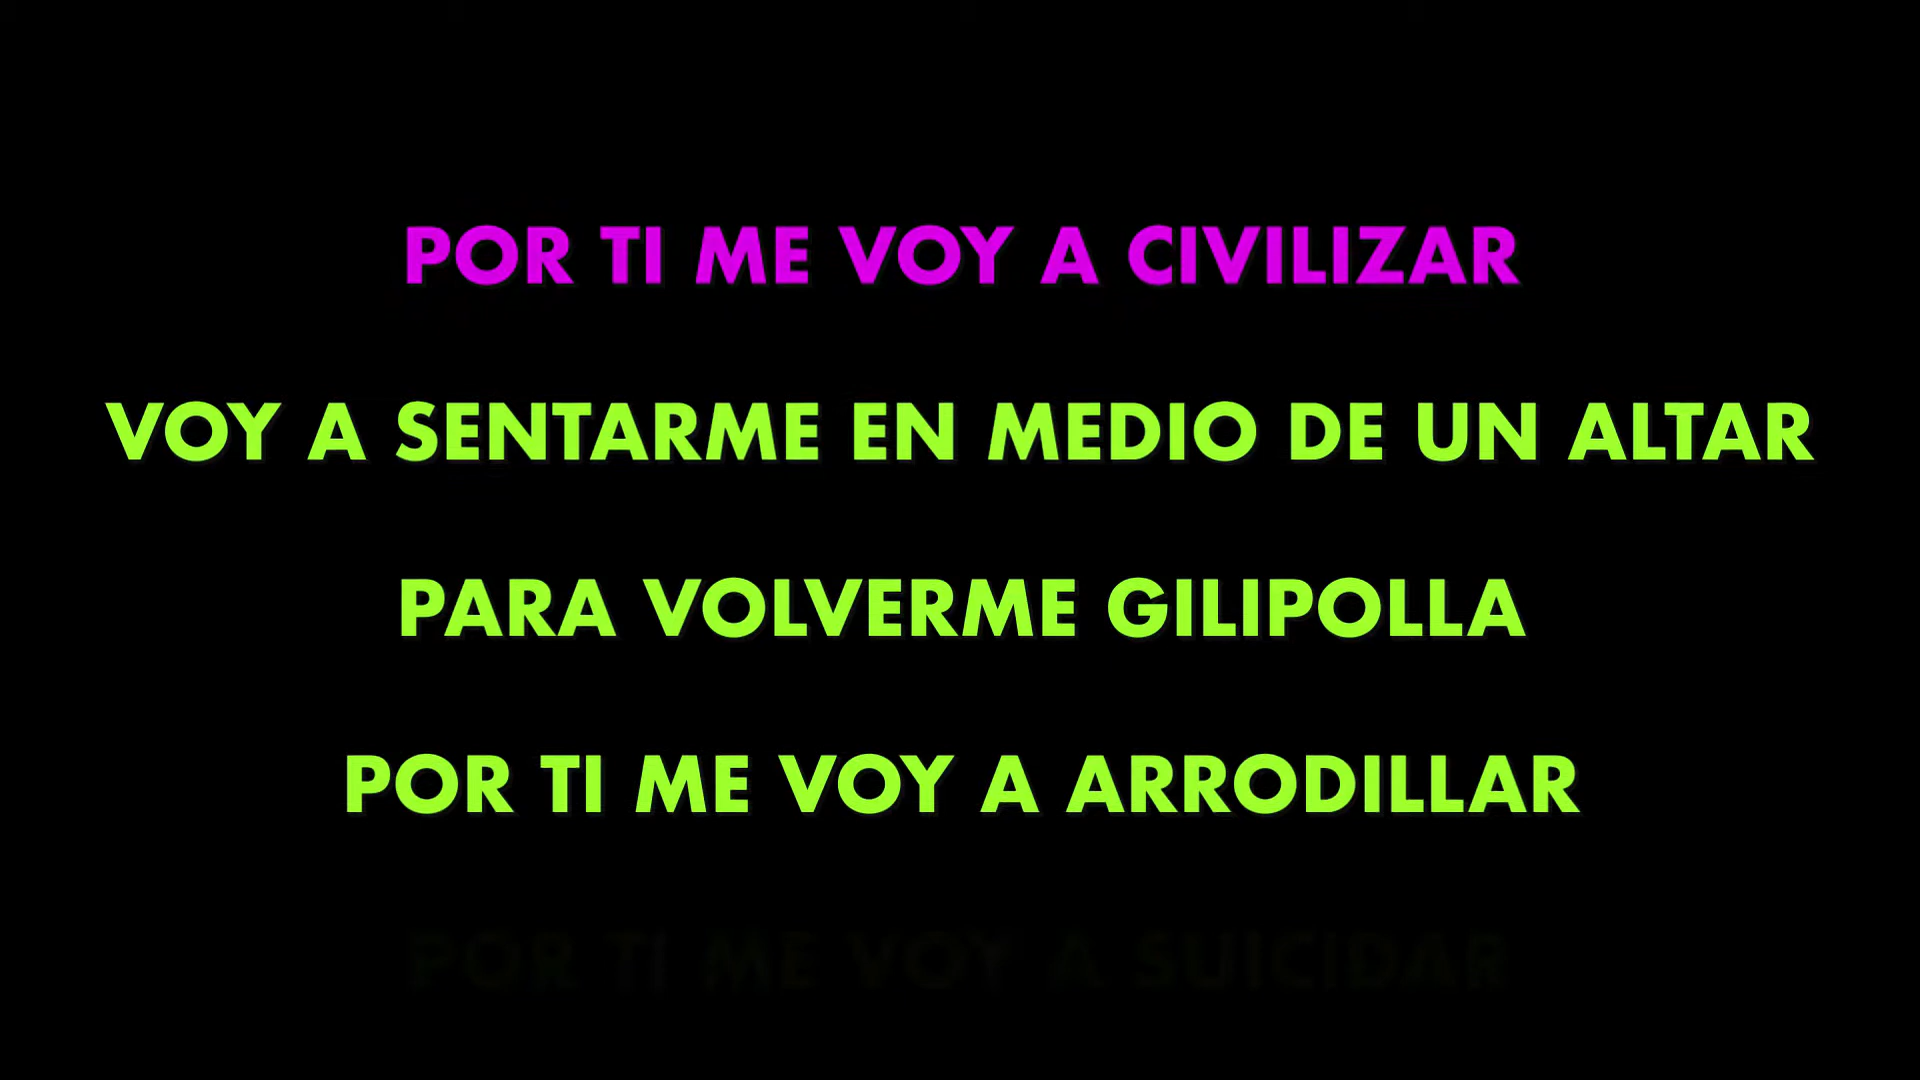 POR TI ME VOY A CIVILIZAR
VOY A SENTARME EN MEDIO DE UN ALTAR
PARA VOLVERME GILIPOLLA
POR TI ME VOY A ARRODILLAR
POR TI ME VOY A SUICIDAR